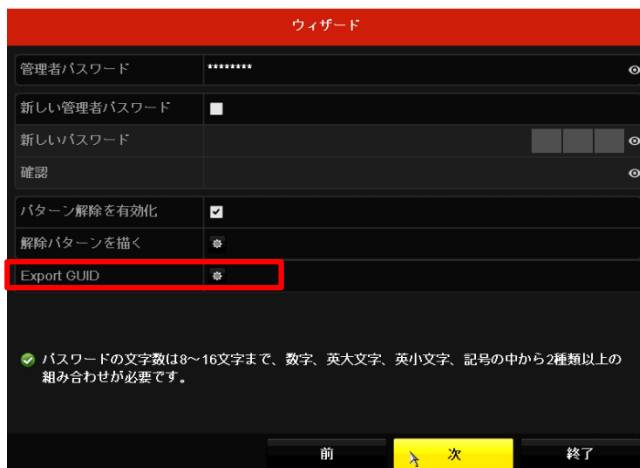 ウィザード
管理者パスワード ********
新しい管理者パスワード
新しいパスワード
確認
パターン解除を有効化
解除パターンを描く
Export GUID
パスワードの文字数は8〜16文字まで、数字、英大文字、英小文字、記号の中から2種類以上の
組み合わせが必要です。
前 次 終了